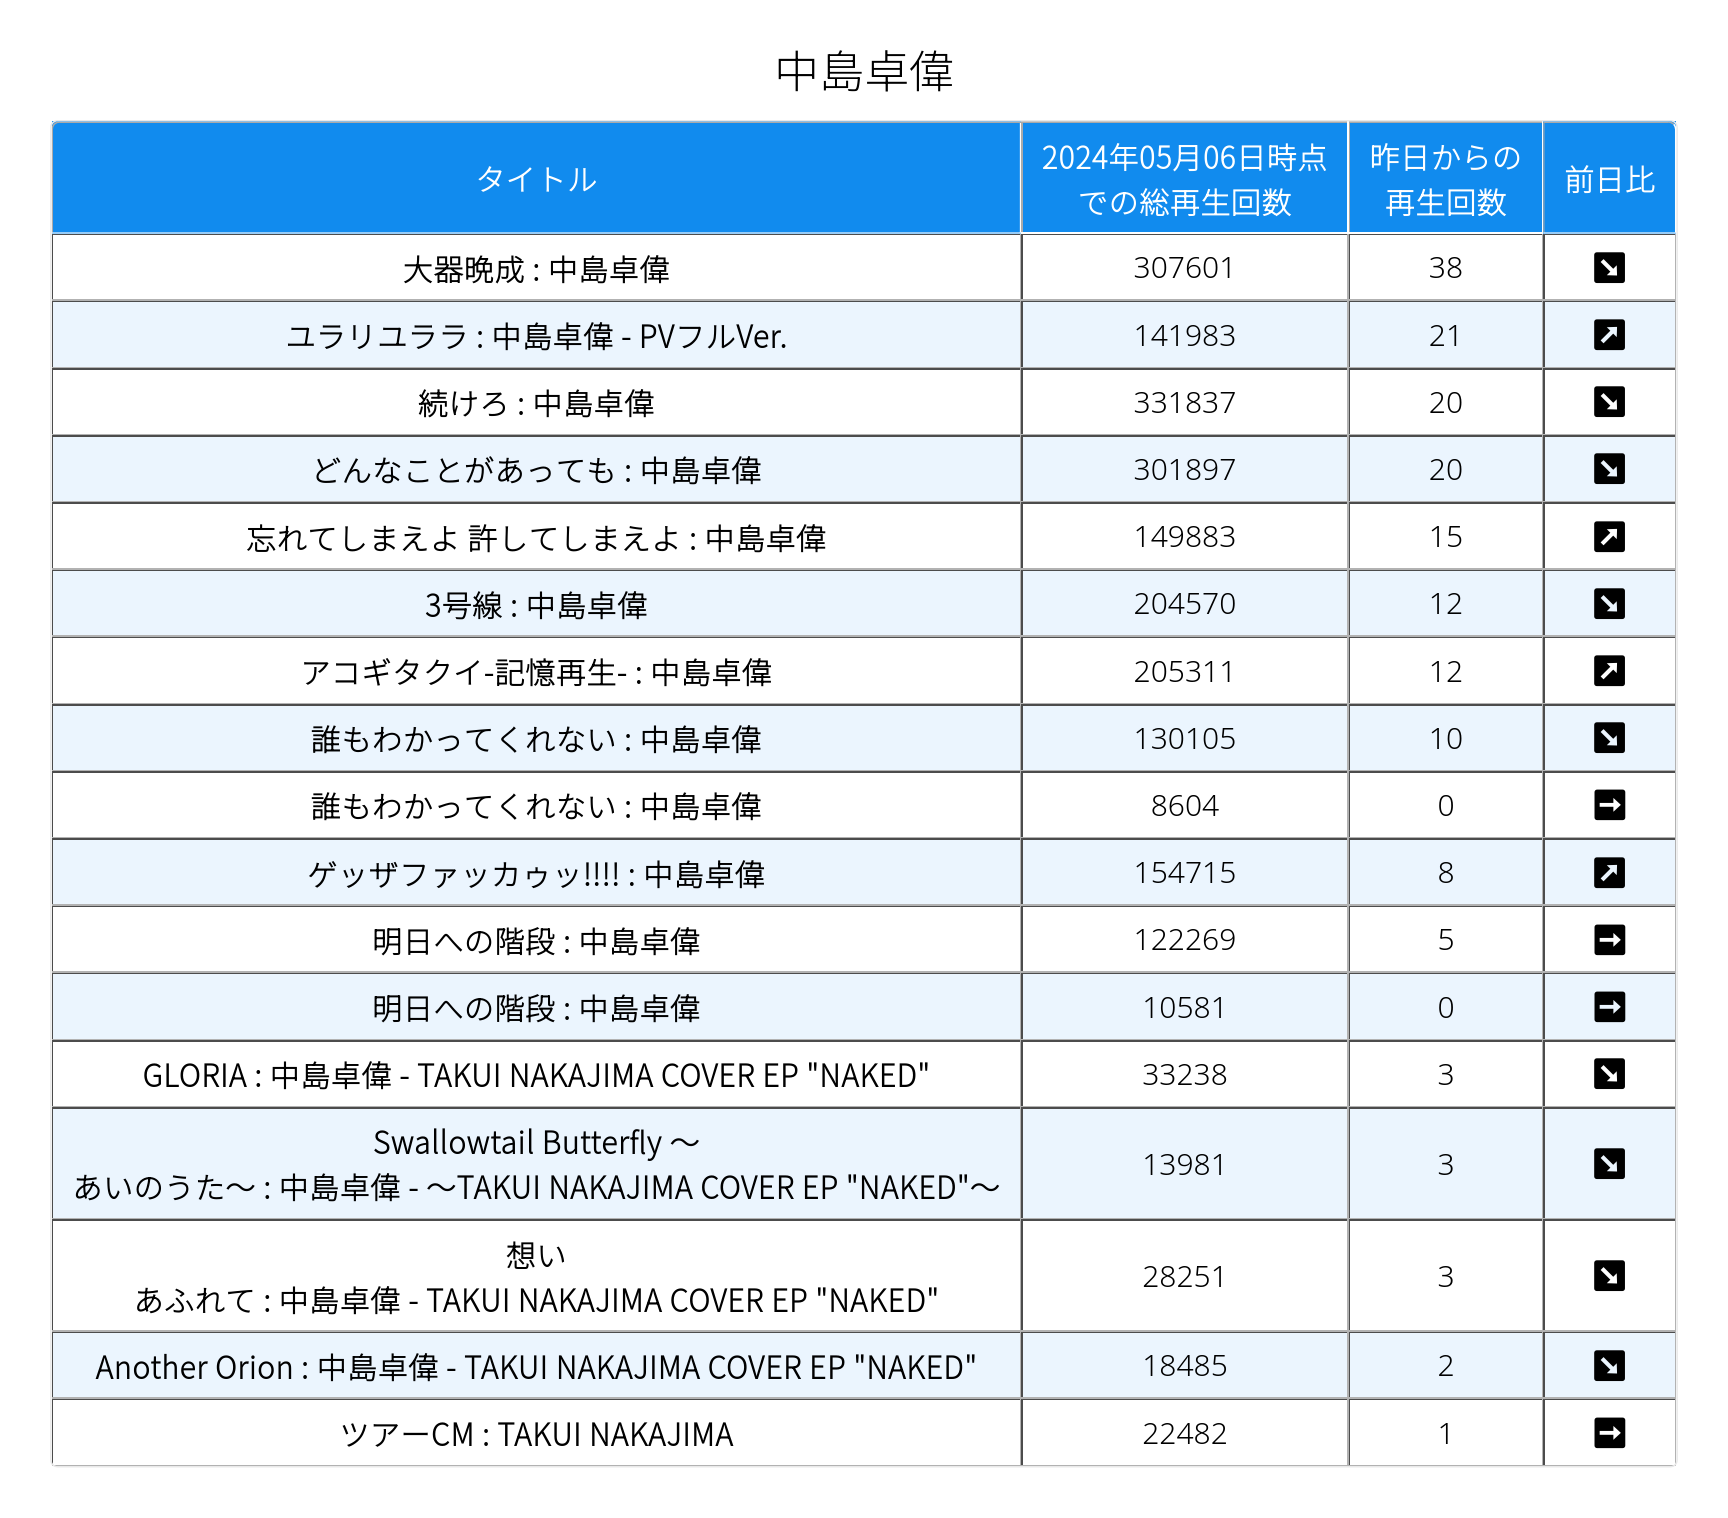 中島卓偉
タイトル
2024年05月06日時点
での総再生回数
昨日からの
再生回数
前日比
大器晩成 : 中島卓偉 307601 38 ↘
ユラリユララ : 中島卓偉 - PVフルVer. 141983 21 ↗
続けろ : 中島卓偉 331837 20 ↘
どんなことがあっても : 中島卓偉 301897 20 ↘
忘れてしまえよ 許してしまえよ : 中島卓偉 149883 15 ↗
3号線 : 中島卓偉 204570 12 ↘
アコギタクイ-記憶再生- : 中島卓偉 205311 12 ↗
誰もわかってくれない : 中島卓偉 130105 10 ↘
誰もわかってくれない : 中島卓偉 8604 0 →
ゲッザファッカゥッ!!!! : 中島卓偉 154715 8 ↗
明日への階段 : 中島卓偉 122269 5 →
明日への階段 : 中島卓偉 10581 0 →
GLORIA : 中島卓偉 - TAKUI NAKAJIMA COVER EP "NAKED" 33238 3 ↘
Swallowtail Butterfly 〜
あいのうた〜 : 中島卓偉 - 〜TAKUI NAKAJIMA COVER EP "NAKED"〜 13981 3 ↘
想い
あふれて : 中島卓偉 - TAKUI NAKAJIMA COVER EP "NAKED" 28251 3 ↘
Another Orion : 中島卓偉 - TAKUI NAKAJIMA COVER EP "NAKED" 18485 2 ↘
ツアーCM : TAKUI NAKAJIMA 22482 1 →